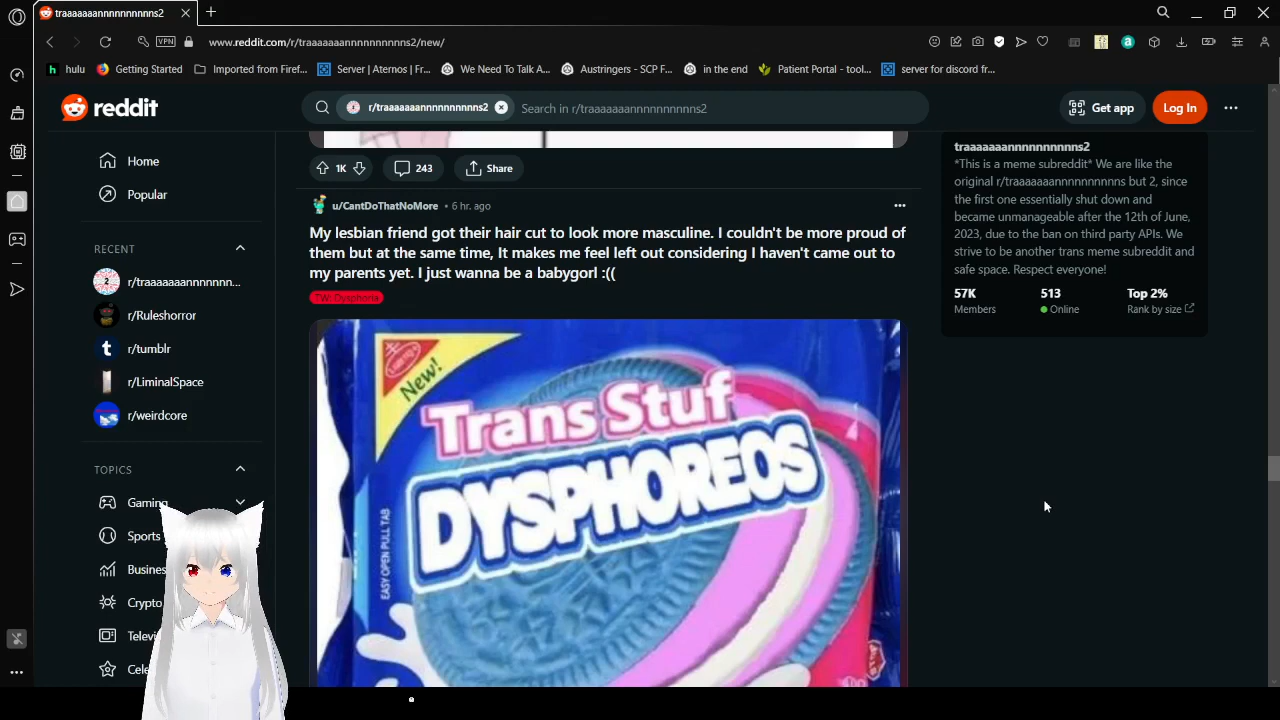 traaaaaaannnnnnnnnns2
VPN
www.reddit.com/r/traaaaaaannnnnnnnnns2/new/
hulu
Getting Started
Imported from Firef...
Server | Aternos | Fr...
We Need To Talk A...
Austringers - SCP F...
in the end
Patient Portal - tool...
server for discord fr...
reddit
r/traaaaaaannnnnnnnnns2
Search in r/traaaaaaannnnnnnnnns2
Get app
Log In
Home
Popular
RECENT
r/traaaaaaannnnnnn...
r/Ruleshorror
r/tumblr
r/LiminalSpace
r/weirdcore
TOPICS
Gaming
Sports
Busines
Crypto
Televi
Cele
1K
243
Share
u/CantDoThatNoMore • 6 hr. ago
My lesbian friend got their hair cut to look more masculine. I couldn't be more proud of
them but at the same time, It makes me feel left out considering I haven't came out to
my parents yet. I just wanna be a babygorl :((
TW: Dysphoria
New!
Trans Stuf
DYSPHOREOS
EASY OPEN PULL TAB
traaaaaaannnnnnnnnns2
*This is a meme subreddit* We are like the
original r/traaaaaaannnnnnnnnns but 2, since
the first one essentially shut down and
became unmanageable after the 12th of June,
2023, due to the ban on third party APIs. We
strive to be another trans meme subreddit and
safe space. Respect everyone!
57K
Members
513
Online
Top 2%
Rank by size